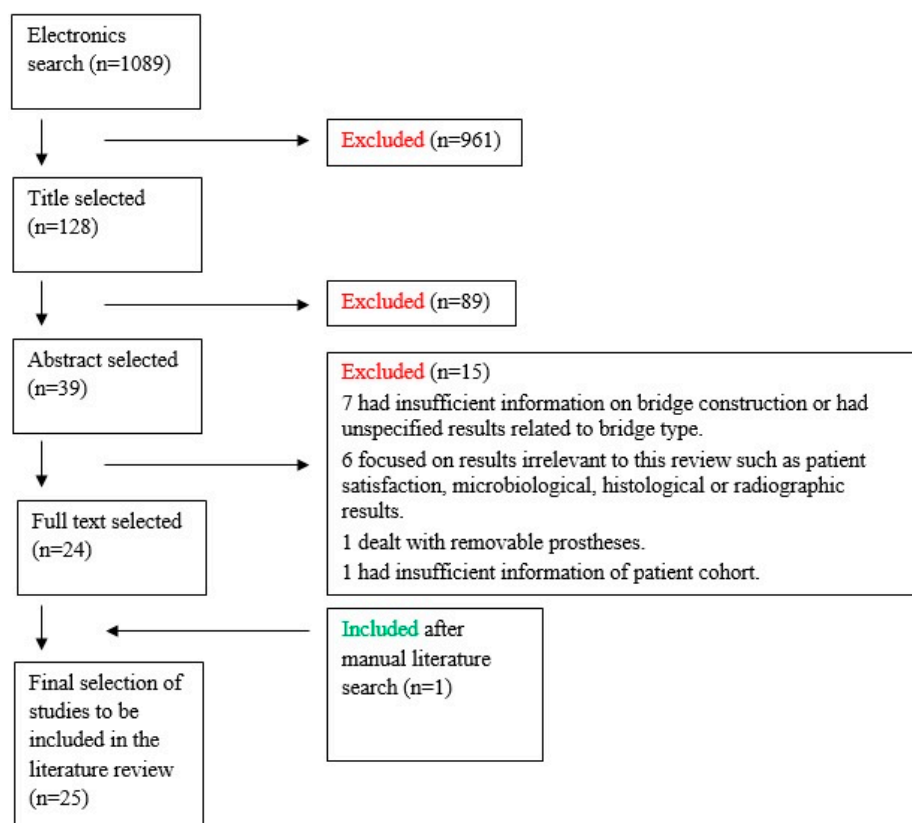 Electronics
search (n=1089)
Excluded (n=961)
Title selected
(n=128)
Excluded (n=89)
Abstract selected
(n=39)
Excluded (n=15)
7 had insufficient information on bridge construction or had
unspecified results related to bridge type.
6 focused on results irrelevant to this review such as patient
satisfaction, microbiological, histological or radiographic
results.
1 dealt with removable prostheses.
1 had insufficient information of patient cohort.
Full text selected
(n=24)
Included after
manual literature
search (n=1)
Final selection of
studies to be
included in the
literature review
(n=25)